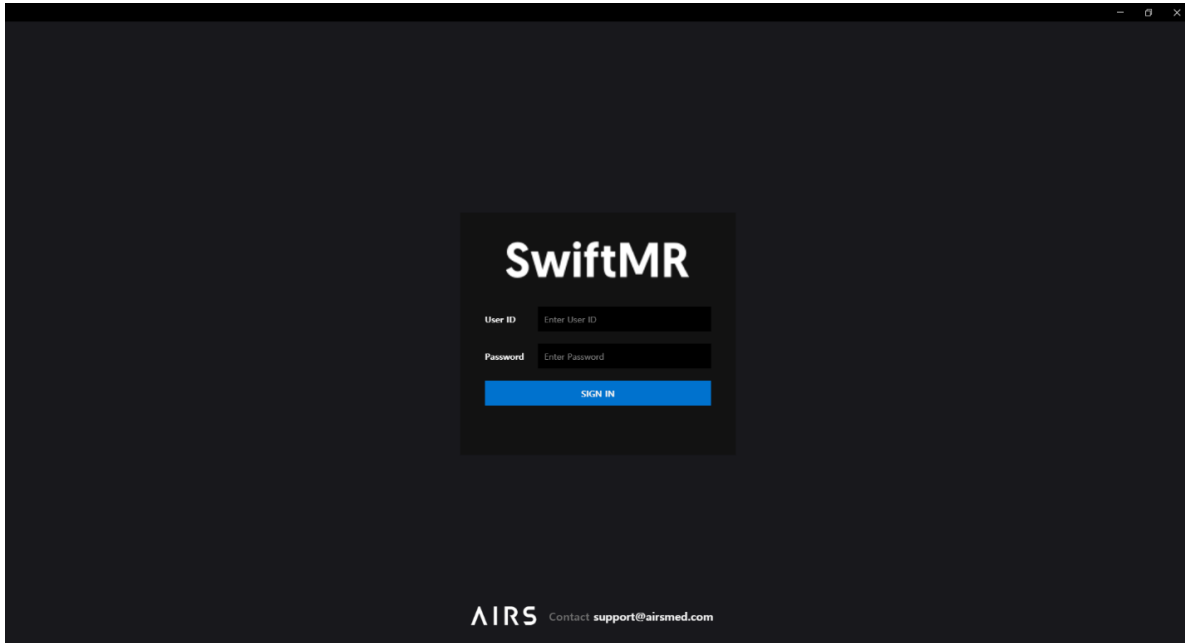 SwiftMR
User ID Enter User ID
Password Enter Password
SIGN IN
AIRS Contact support@airsmed.com